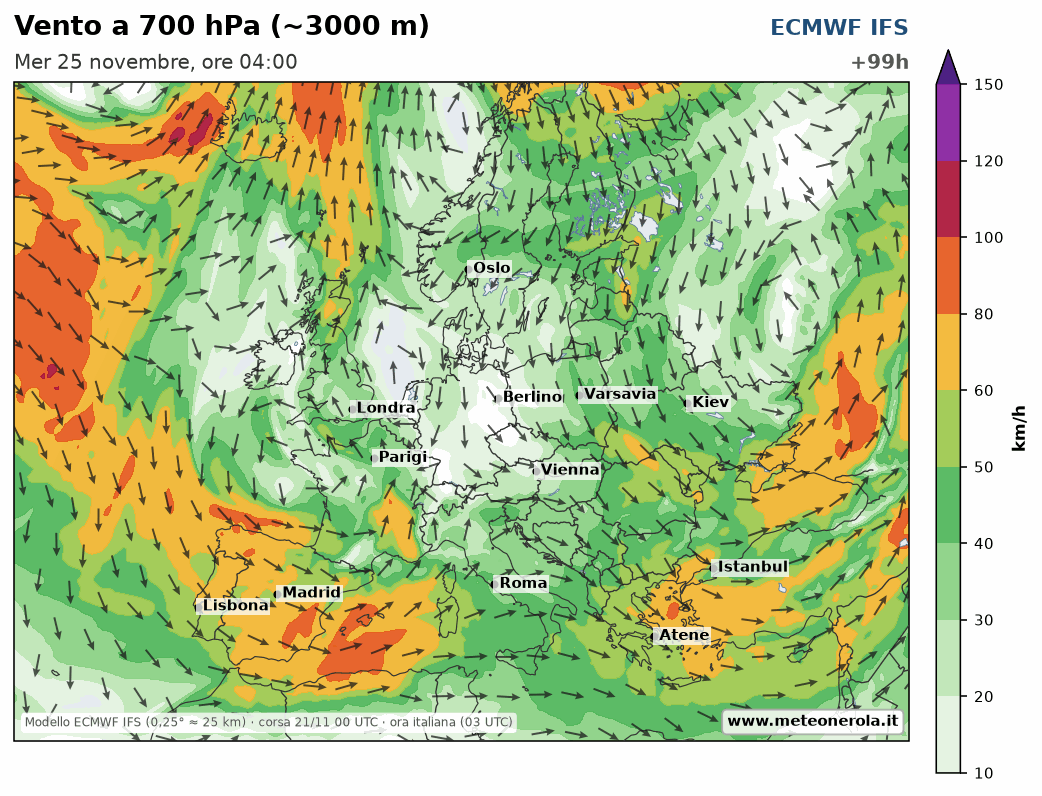 Vento a 700 hPa (~3000 m)
ECMWF IFS
Mer 25 novembre, ore 04:00
+99h
150
120
100
80
60
50
40
30
20
10
km/h
Oslo
Berlino
Varsavia
Kiev
Londra
Parigi
Vienna
Istanbul
Roma
Madrid
Lisbona
Atene
Modello ECMWF IFS (0,25° ≈ 25 km) · corsa 21/11 00 UTC · ora italiana (03 UTC)
www.meteonerola.it